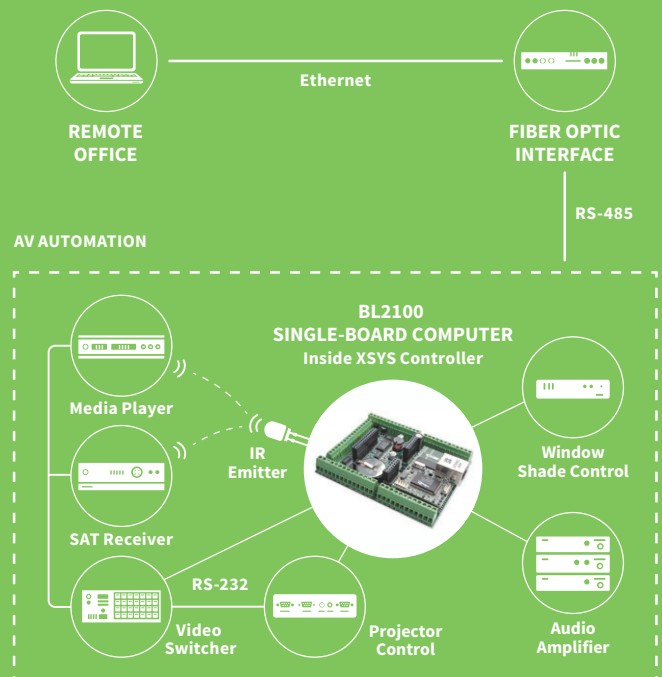 Ethernet
REMOTE
OFFICE
FIBER OPTIC
INTERFACE
RS-485
AV AUTOMATION
BL2100
SINGLE-BOARD COMPUTER
Inside XSYS Controller
Media Player
IR
Emitter
Window
Shade Control
SAT Receiver
RS-232
Video
Switcher
Projector
Control
Audio
Amplifier